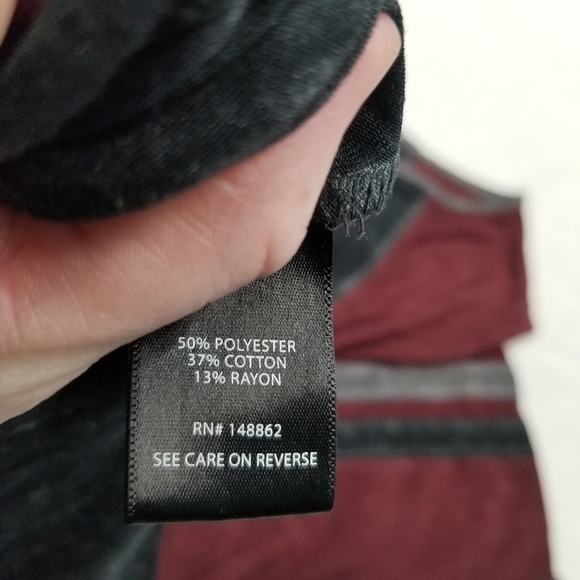 50% POLYESTER
37% COTTON
13% RAYON
RN# 148862
SEE CARE ON REVERSE